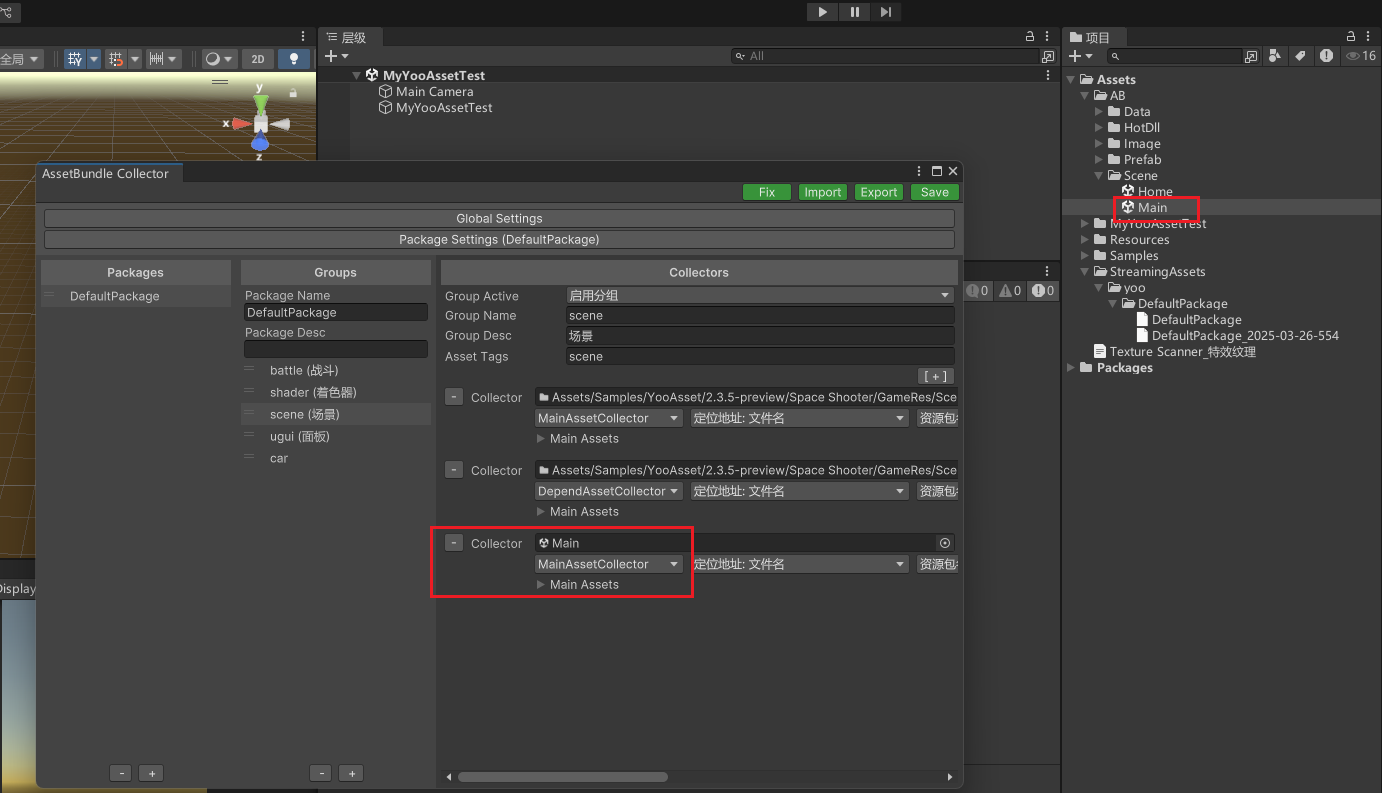 全局
2D
层级
All
MyYooAssetTest
Main Camera
MyYooAssetTest
项目
16
Assets
AB
Data
HotDll
Image
Prefab
Scene
Home
Main
MyYooAssetTest
Resources
Samples
StreamingAssets
yoo
DefaultPackage
DefaultPackage
DefaultPackage_2025-03-26-554
Texture Scanner_特效纹理
Packages
y
x
z
0 0 0
Display
AssetBundle Collector
Fix Import Export Save
Global Settings
Package Settings (DefaultPackage)
Packages
DefaultPackage
Groups
Package Name
DefaultPackage
Package Desc
battle (战斗)
shader (着色器)
scene (场景)
ugui (面板)
car
Collectors
Group Active 启用分组
Group Name scene
Group Desc 场景
Asset Tags scene
[ + ]
- Collector Assets/Samples/YooAsset/2.3.5-preview/Space Shooter/GameRes/Sce
MainAssetCollector 定位地址: 文件名 资源包
Main Assets
- Collector Assets/Samples/YooAsset/2.3.5-preview/Space Shooter/GameRes/Sce
DependAssetCollector 定位地址: 文件名 资源包
Main Assets
- Collector Main
MainAssetCollector 定位地址: 文件名 资源包
Main Assets
- + - +